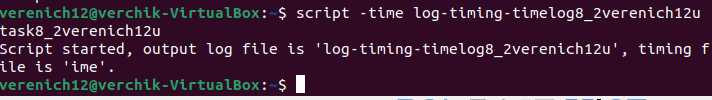 verenich12@verchik-VirtualBox:~$ script -time log-timing-timelog8_2verenich12u
task8_2verenich12u
Script started, output log file is 'log-timing-timelog8_2verenich12u', timing f
ile is 'ime'.
verenich12@verchik-VirtualBox:~$